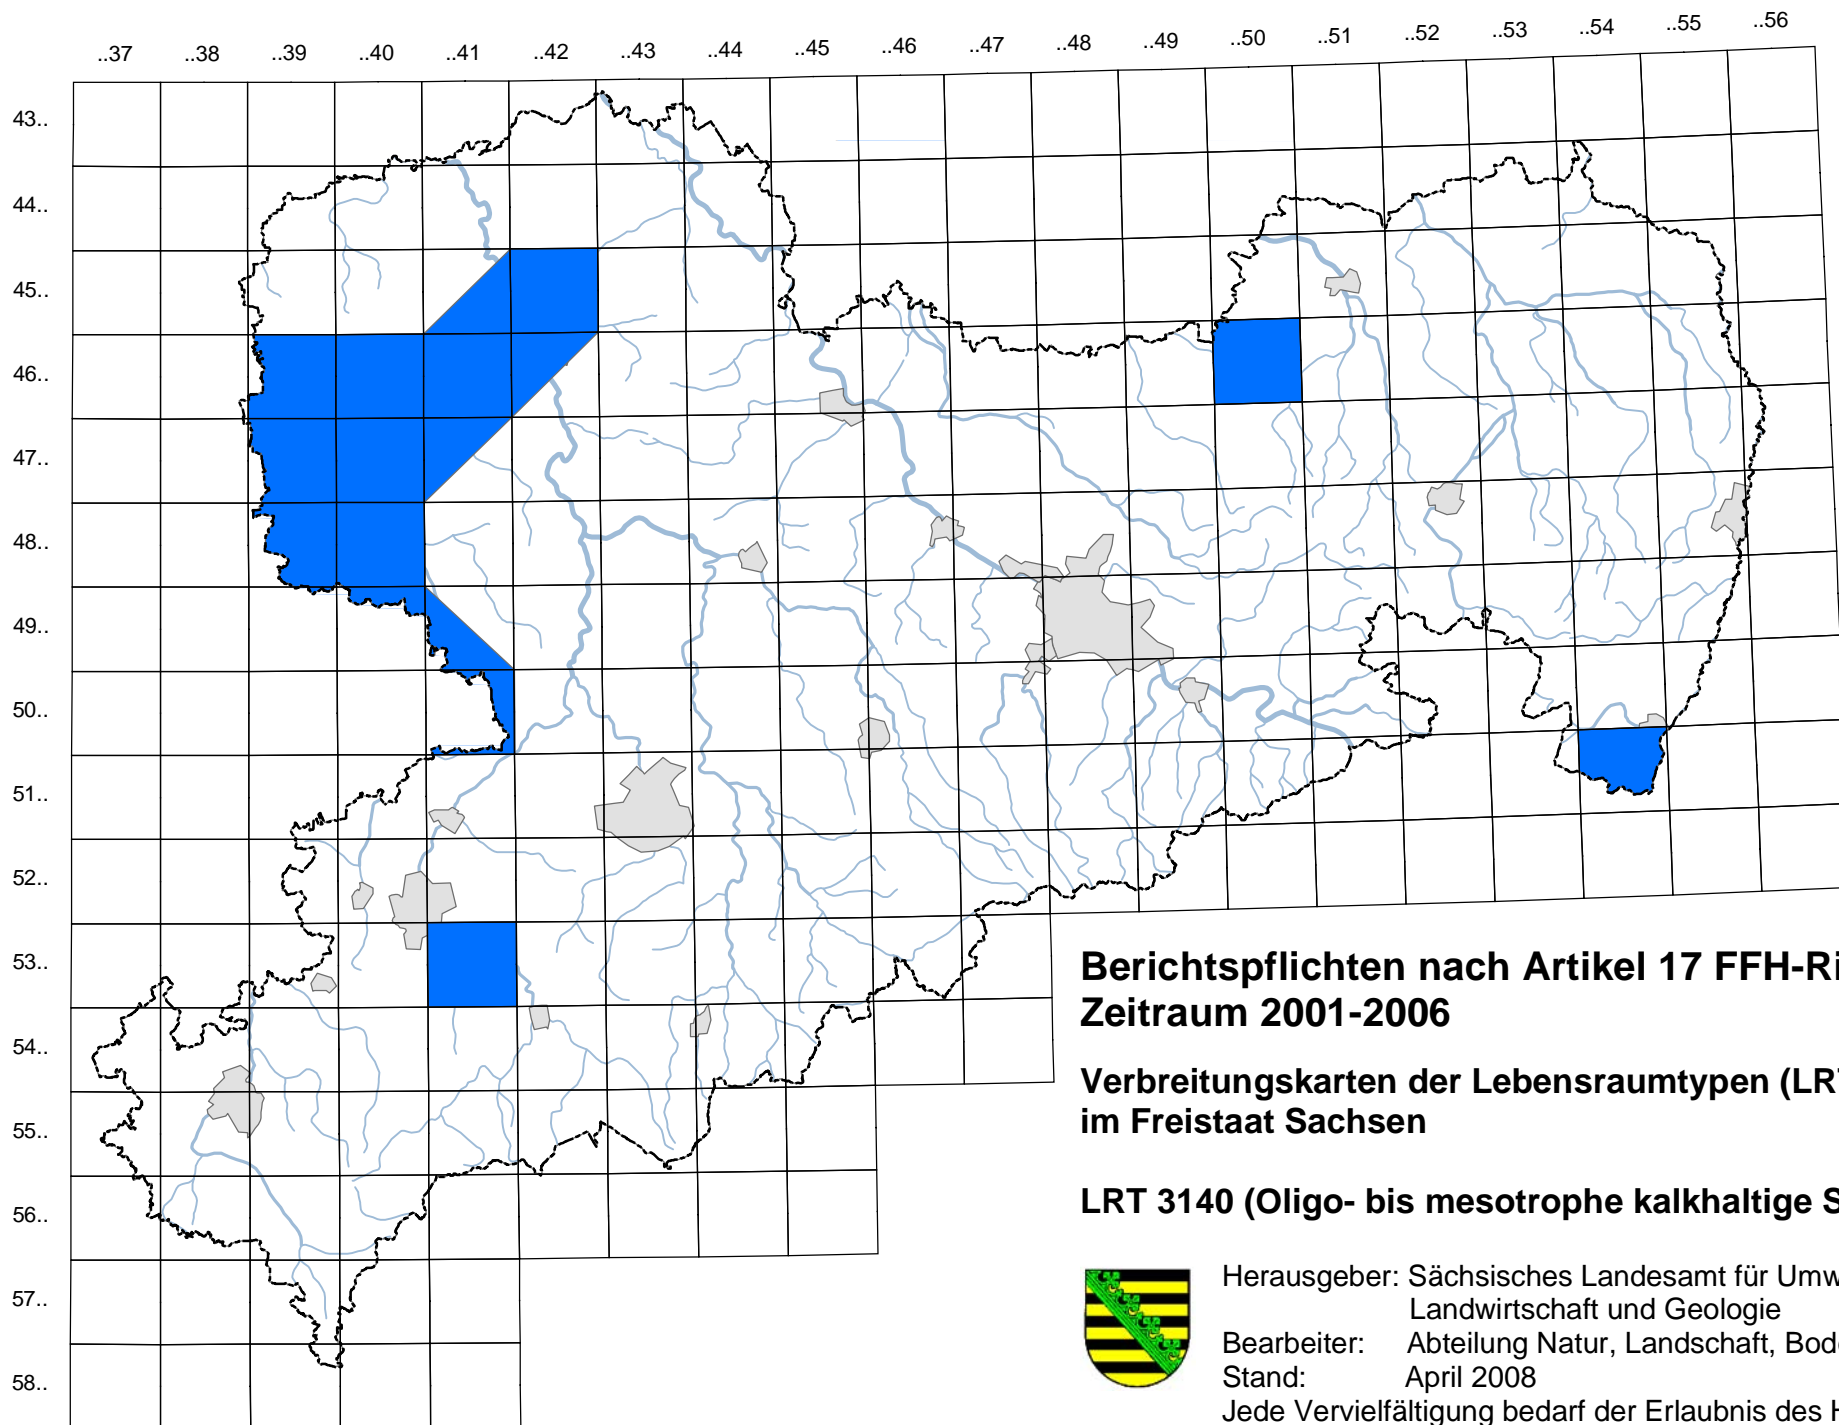 ..37 ..38 ..39 ..40 ..41 ..42 ..43 ..44 ..45 ..46 ..47 ..48 ..49 ..50 ..51 ..52 ..53 ..54 ..55 ..56
43..
44..
45..
46..
47..
48..
49..
50..
51..
52..
53..
54..
55..
56..
57..
58..
Berichtspflichten nach Artikel 17 FFH-Ri
Zeitraum 2001-2006
Verbreitungskarten der Lebensraumtypen (LRT
im Freistaat Sachsen
LRT 3140 (Oligo- bis mesotrophe kalkhaltige S
Herausgeber: Sächsisches Landesamt für Umw
Landwirtschaft und Geologie
Bearbeiter: Abteilung Natur, Landschaft, Bod
Stand: April 2008
Jede Vervielfältigung bedarf der Erlaubnis des H